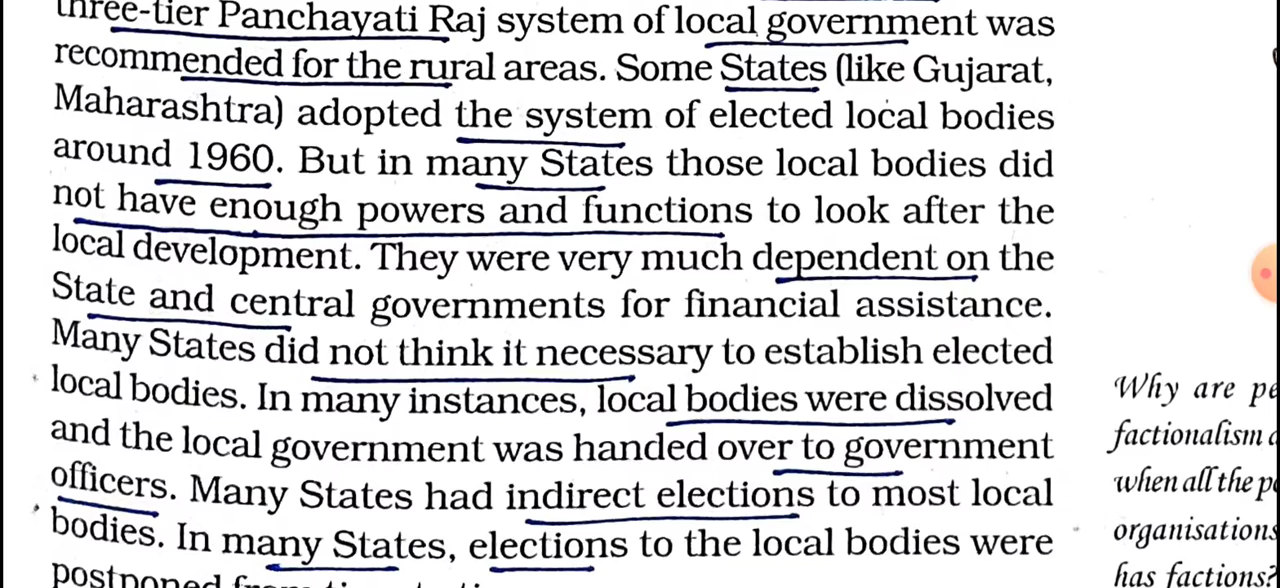 three-tier Panchayati Raj system of local government was
recommended for the rural areas. Some States (like Gujarat,
Maharashtra) adopted the system of elected local bodies
around 1960. But in many States those local bodies did
not have enough powers and functions to look after the
local development. They were very much dependent on the
State and central governments for financial assistance.
Many States did not think it necessary to establish elected
local bodies. In many instances, local bodies were dissolved
and the local government was handed over to government
officers. Many States had indirect elections to most local
bodies. In many States, elections to the local bodies were
postponed from
Why are
factionalism
when all the
organisations
has factions?